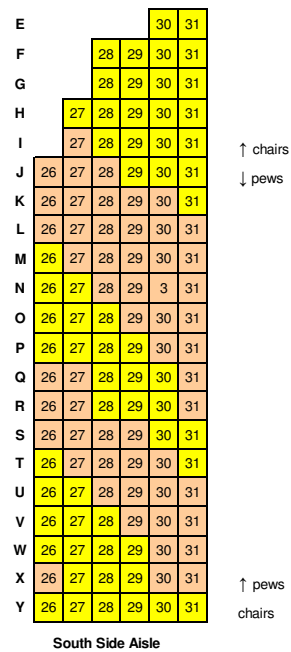 E 30 31
F 28 29 30 31
G 28 29 30 31
H 27 28 29 30 31
I 27 28 29 30 31 ↑ chairs
J 26 27 28 29 30 31 ↓ pews
K 26 27 28 29 30 31
L 26 27 28 29 30 31
M 26 27 28 29 30 31
N 26 27 28 29 3 31
O 26 27 28 29 30 31
P 26 27 28 29 30 31
Q 26 27 28 29 30 31
R 26 27 28 29 30 31
S 26 27 28 29 30 31
T 26 27 28 29 30 31
U 26 27 28 29 30 31
V 26 27 28 29 30 31
W 26 27 28 29 30 31
X 26 27 28 29 30 31 ↑ pews
Y 26 27 28 29 30 31 chairs
South Side Aisle